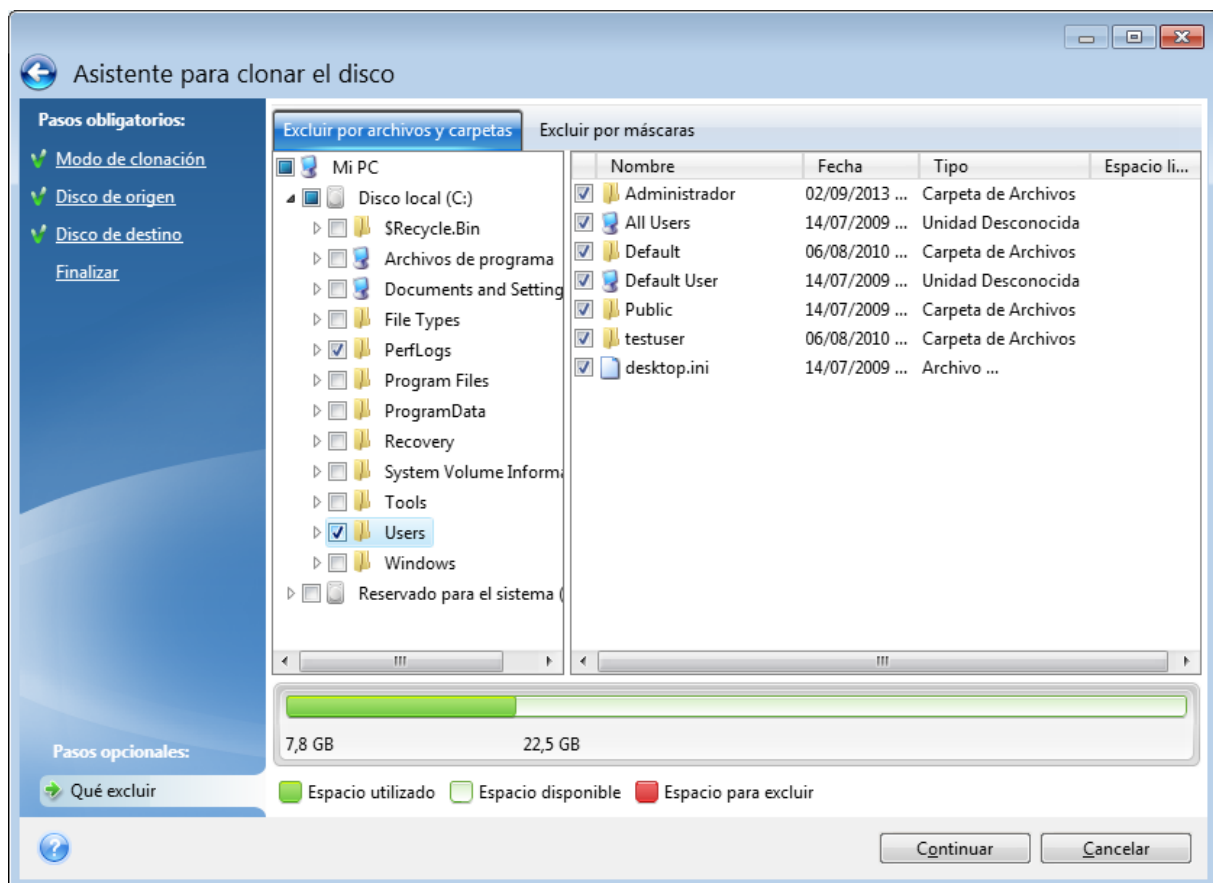 Asistente para clonar el disco
Pasos obligatorios:
Modo de clonación
Disco de origen
Disco de destino
Finalizar
Pasos opcionales:
Qué excluir
Excluir por archivos y carpetas
Excluir por máscaras
Mi PC
Disco local (C:)
$Recycle.Bin
Archivos de programa
Documents and Setting
File Types
PerfLogs
Program Files
ProgramData
Recovery
System Volume Informa
Tools
Users
Windows
Reservado para el sistema (
Nombre Fecha Tipo Espacio li...
Administrador 02/09/2013 ... Carpeta de Archivos
All Users 14/07/2009 ... Unidad Desconocida
Default 06/08/2010 ... Carpeta de Archivos
Default User 14/07/2009 ... Unidad Desconocida
Public 14/07/2009 ... Carpeta de Archivos
testuser 06/08/2010 ... Carpeta de Archivos
desktop.ini 14/07/2009 ... Archivo ...
7,8 GB 22,5 GB
Espacio utilizado Espacio disponible Espacio para excluir
Continuar Cancelar